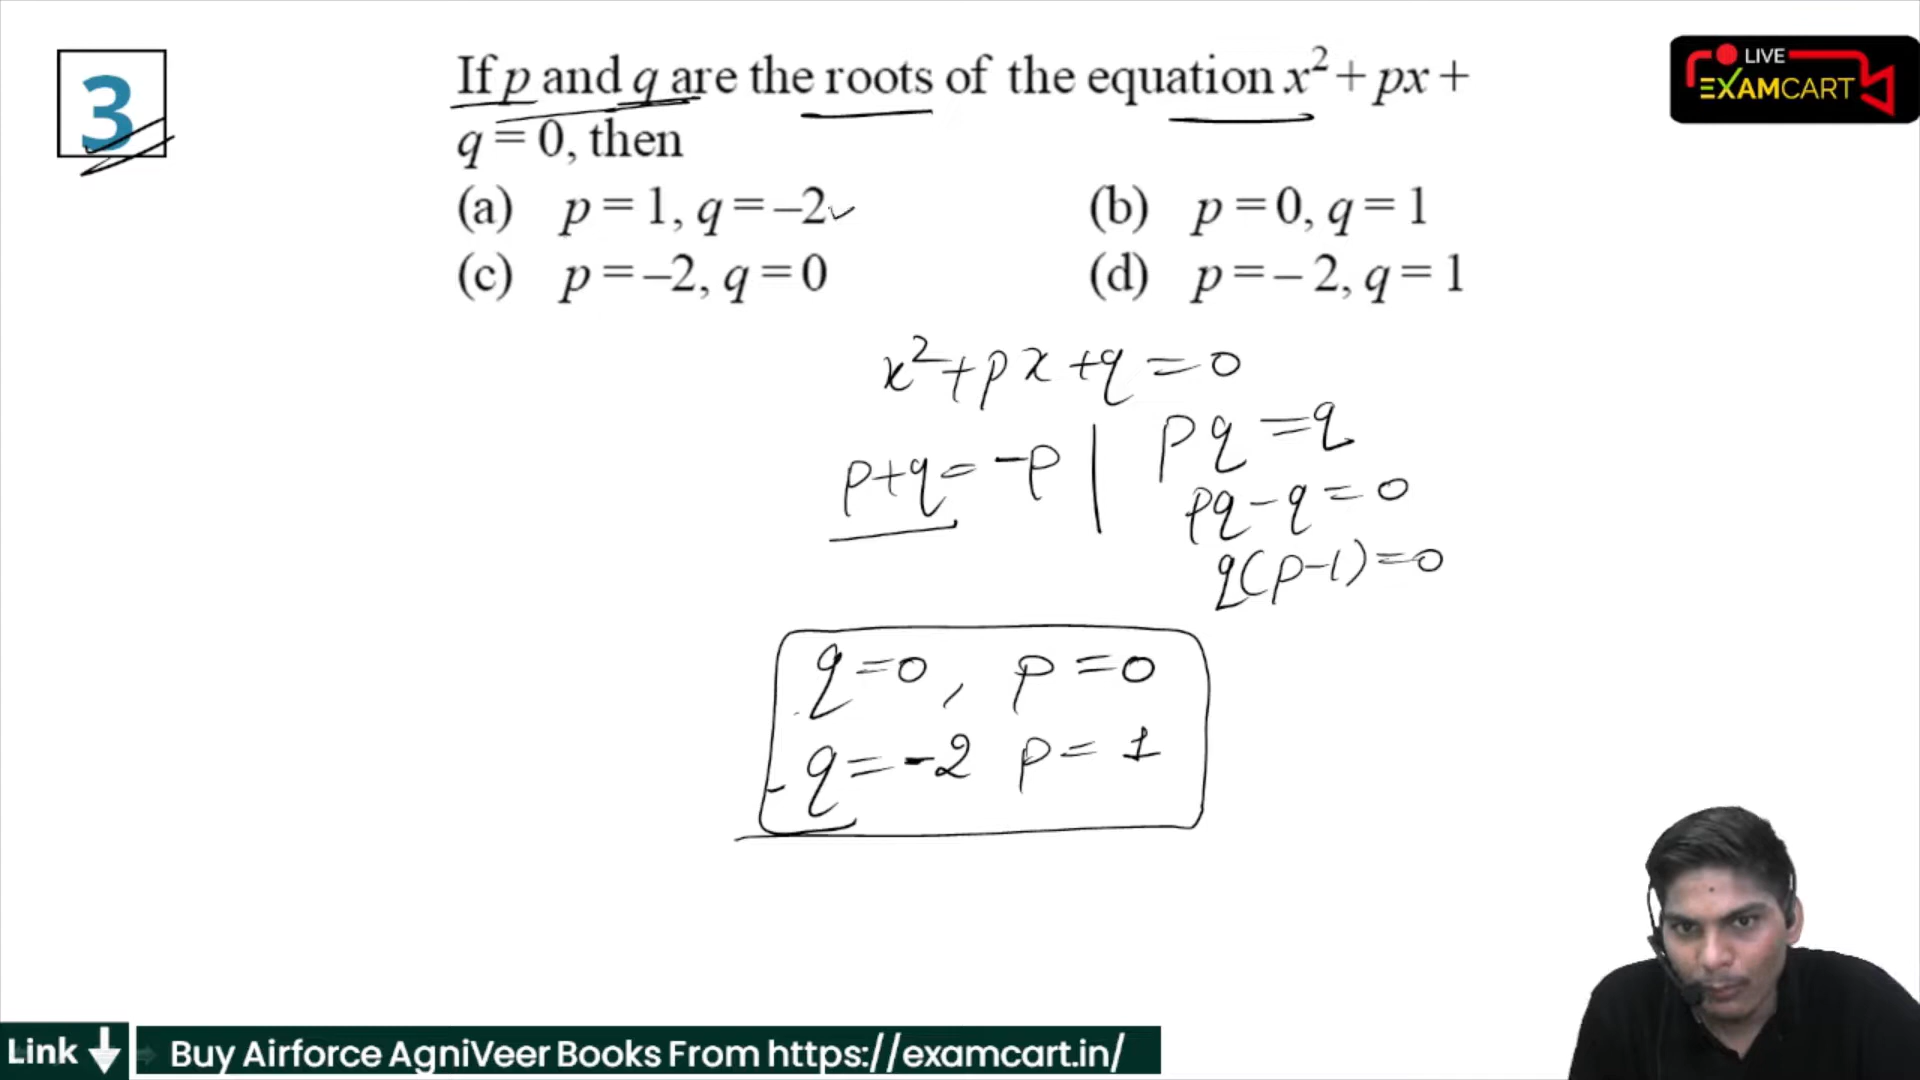 3
If p and q are the roots of the equation x² + px +
q = 0, then
(a) p = 1, q = –2 ✓
(b) p = 0, q = 1
(c) p = –2, q = 0
(d) p = – 2, q = 1
LIVE
EXAMCART
x² + px + q = 0
p + q = -p | pq = q
pq - q = 0
q(p-1) = 0
q = 0, p = 0
q = -2 p = 1
Link
Buy Airforce AgniVeer Books From https://examcart.in/